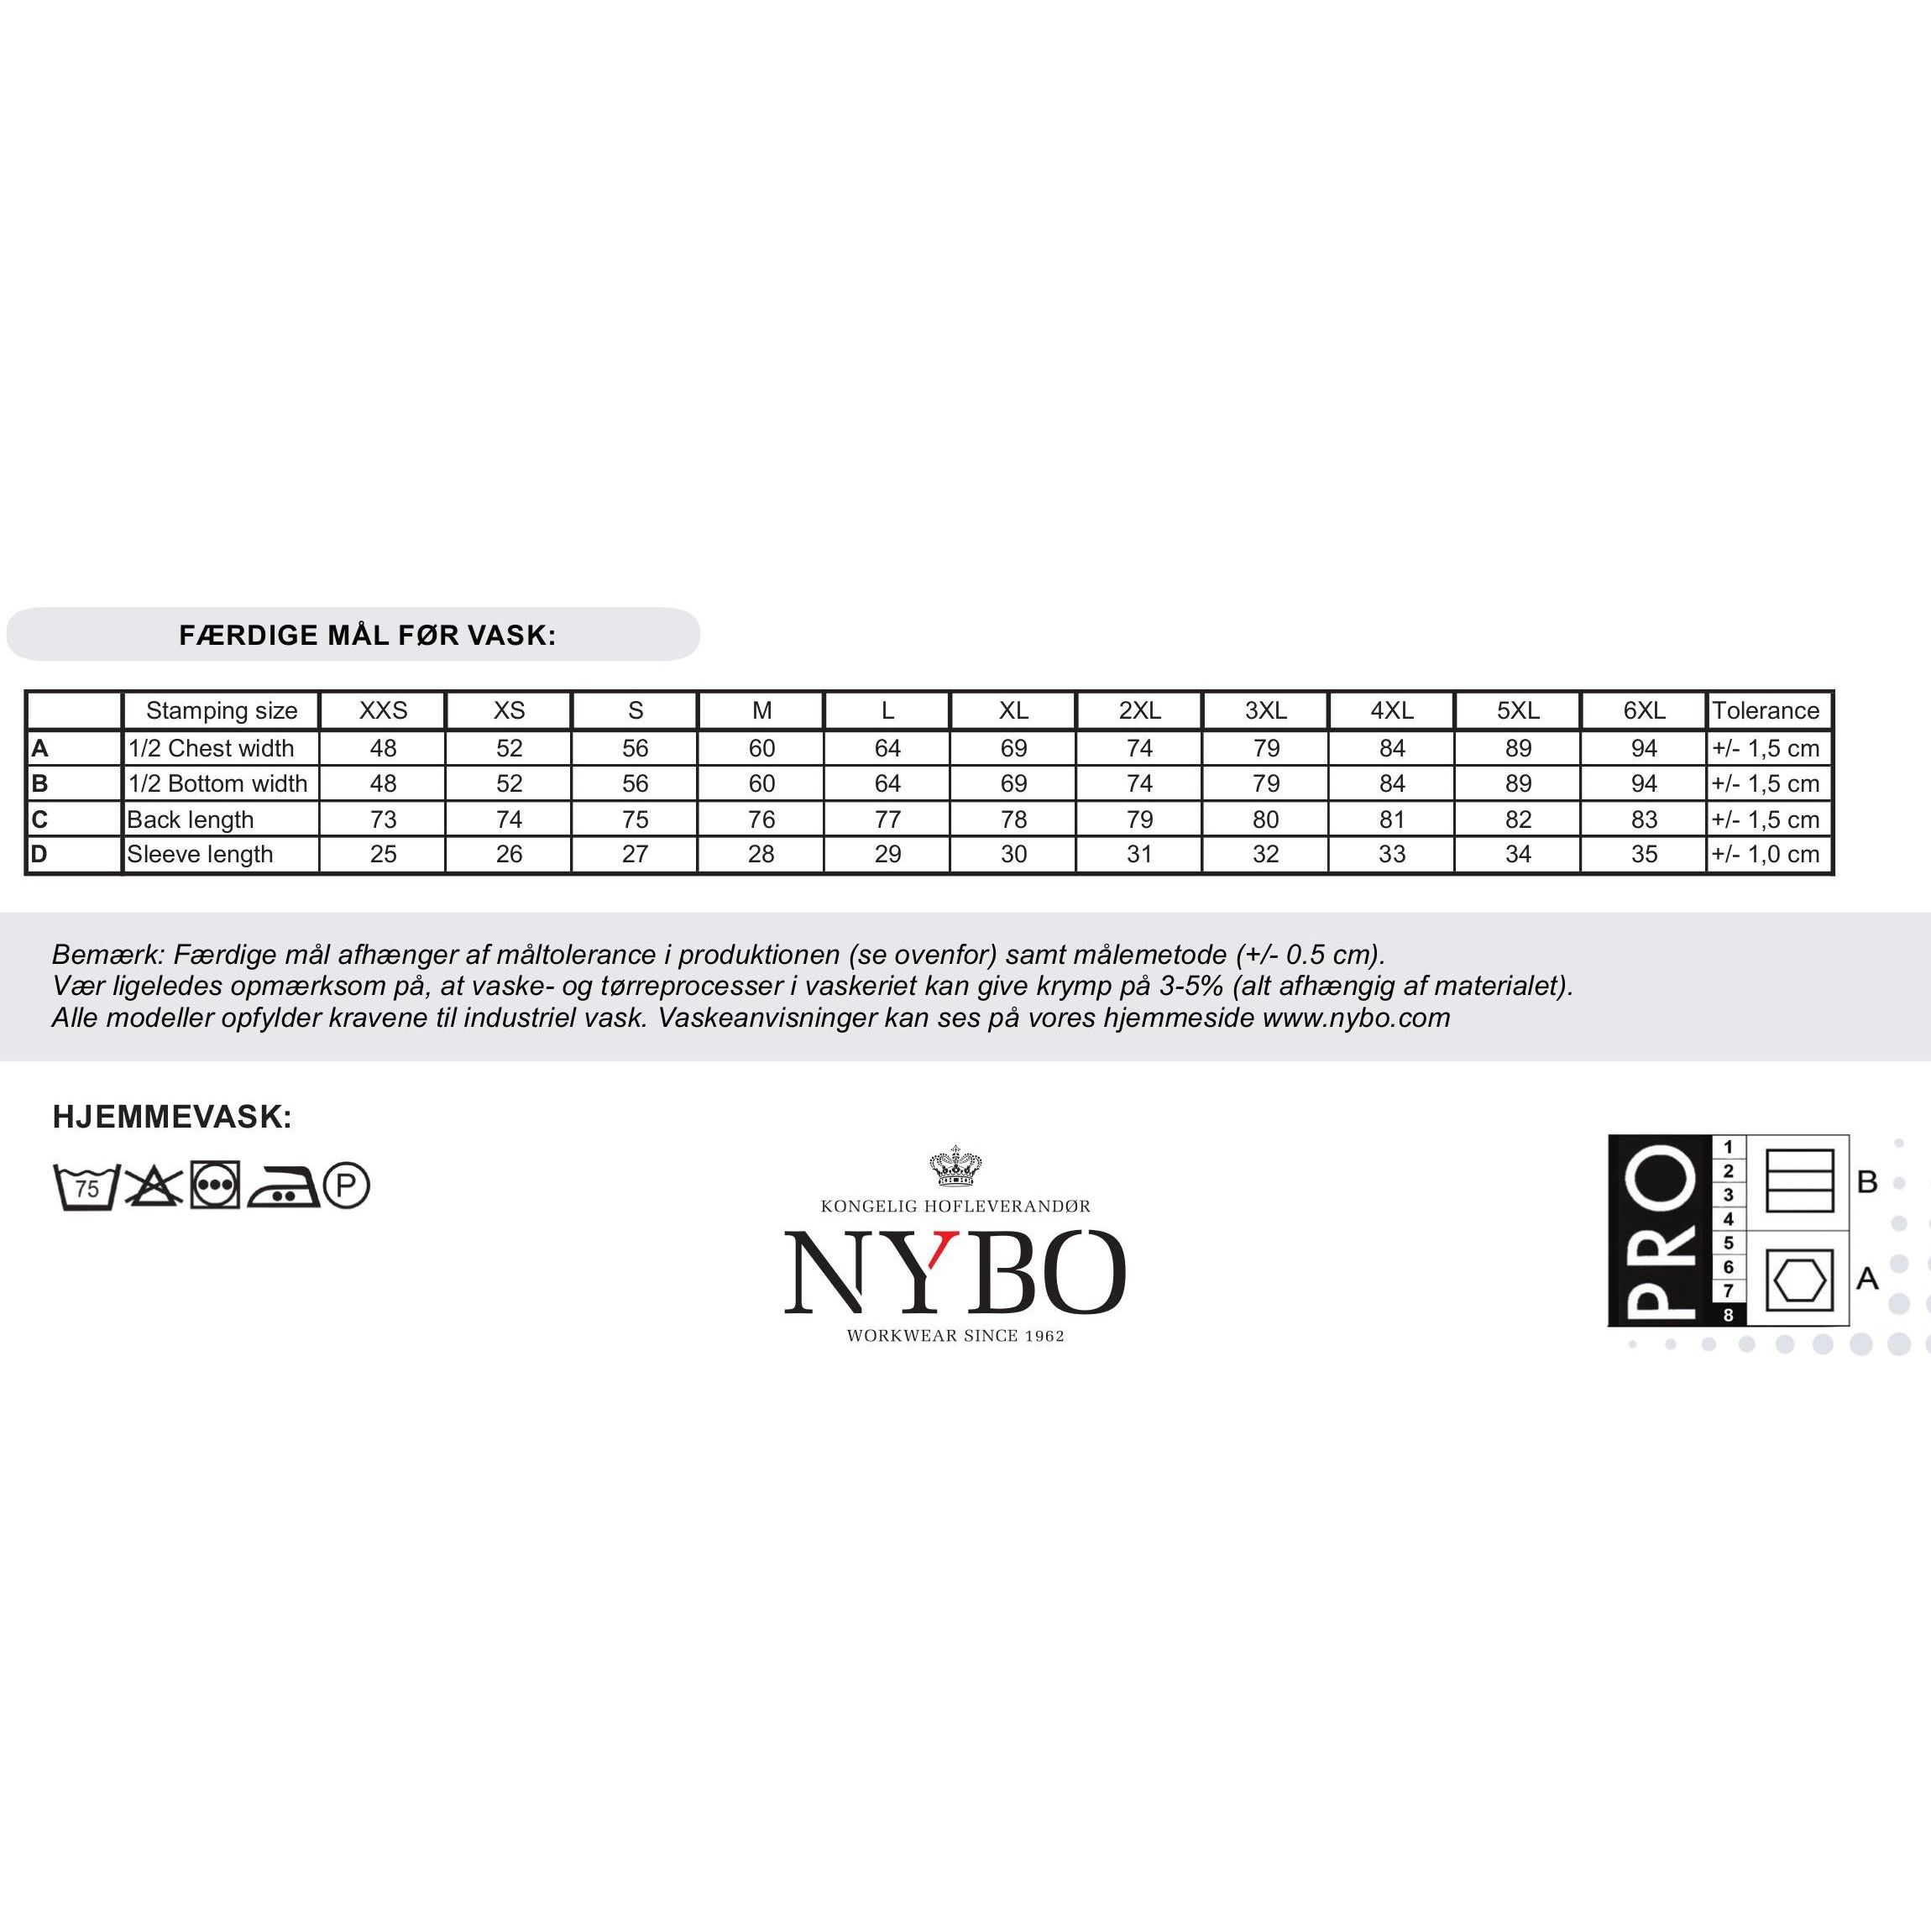 FÆRDIGE MÅL FØR VASK:
Stamping size XXS XS S M L XL 2XL 3XL 4XL 5XL 6XL Tolerance
A 1/2 Chest width 48 52 56 60 64 69 74 79 84 89 94 +/- 1,5 cm
B 1/2 Bottom width 48 52 56 60 64 69 74 79 84 89 94 +/- 1,5 cm
C Back length 73 74 75 76 77 78 79 80 81 82 83 +/- 1,5 cm
D Sleeve length 25 26 27 28 29 30 31 32 33 34 35 +/- 1,0 cm
Bemærk: Færdige mål afhænger af måltolerance i produktionen (se ovenfor) samt målemetode (+/- 0.5 cm).
Vær ligeledes opmærksom på, at vaske- og tørreprocesser i vaskeriet kan give krymp på 3-5% (alt afhængig af materialet).
Alle modeller opfylder kravene til industriel vask. Vaskeanvisninger kan ses på vores hjemmeside www.nybo.com
HJEMMEVASK:
75 P
KONGELIG HOFLEVERANDØR
NYBO
WORKWEAR SINCE 1962
PRO
1
2
3
4
5
6
7
8
B
A